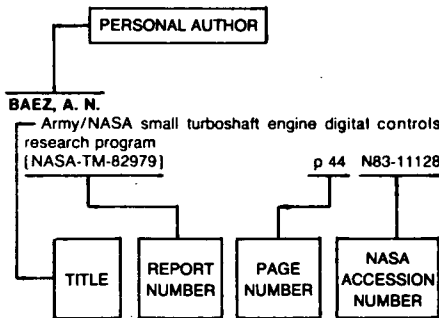 PERSONAL AUTHOR
BAEZ, A. N.
Army/NASA small turboshaft engine digital controls
research program
[NASA-TM-82979] p 44 N83-11128
TITLE
REPORT
NUMBER
PAGE
NUMBER
NASA
ACCESSION
NUMBER